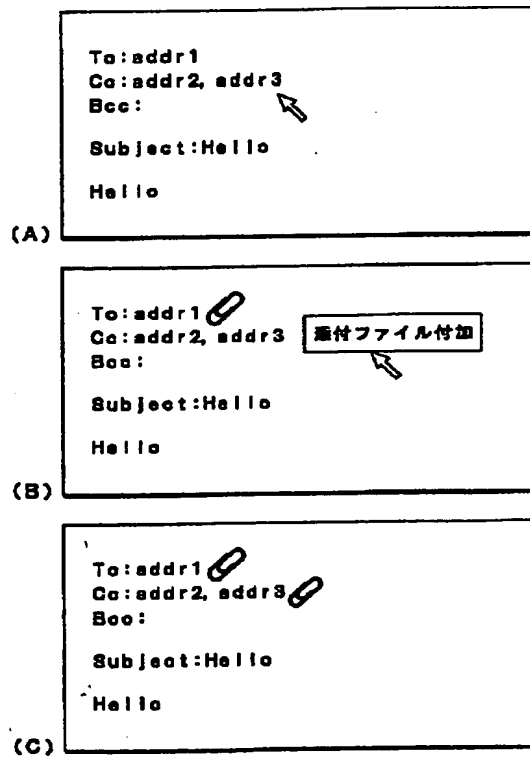 To:addr1
Cc:addr2, addr3
Bcc:
Subject:Hello
Hello
(A)
To:addr1
Cc:addr2, addr3 添付ファイル付加
Bcc:
Subject:Hello
Hello
(B)
To:addr1
Cc:addr2, addr3
Bcc:
Subject:Hello
Hello
(C)